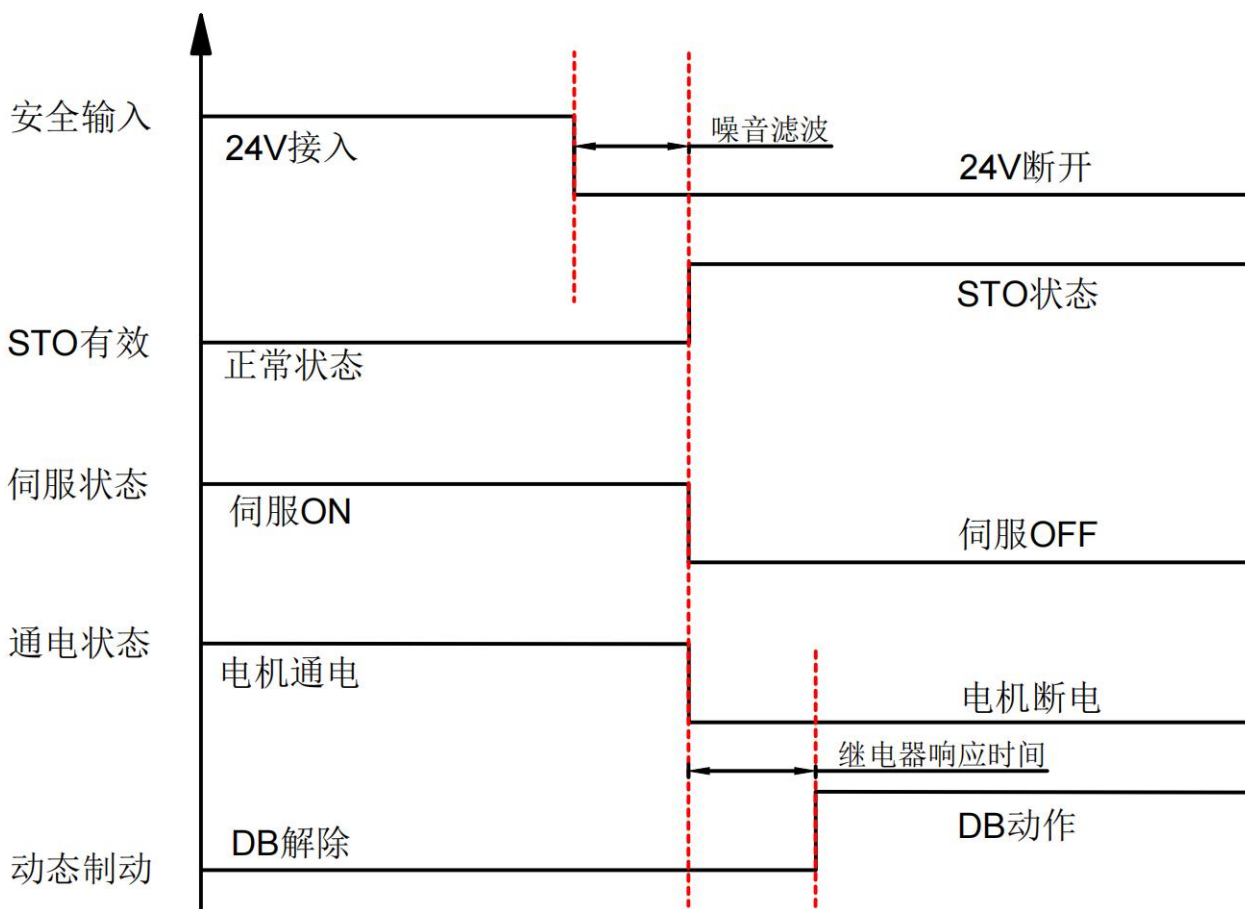 安全输入
24V接入
噪音滤波
24V断开
STO状态
STO有效
正常状态
伺服状态
伺服ON
伺服OFF
通电状态
电机通电
电机断电
继电器响应时间
DB解除
DB动作
动态制动